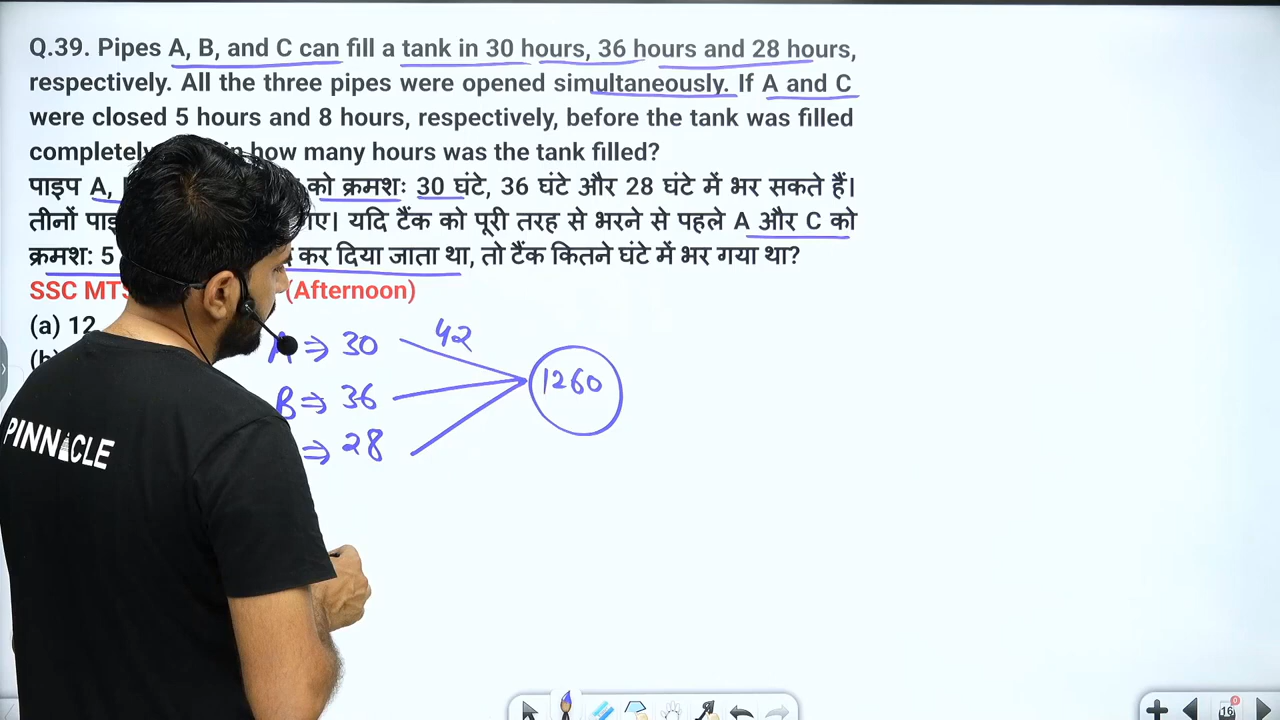 Q.39. Pipes A, B, and C can fill a tank in 30 hours, 36 hours and 28 hours,
respectively. All the three pipes were opened simultaneously. If A and C
were closed 5 hours and 8 hours, respectively, before the tank was filled
completely how many hours was the tank filled?
पाइप A, को क्रमशः 30 घंटे, 36 घंटे और 28 घंटे में भर सकते हैं।
तीनों यदि टैंक को पूरी तरह से भरने से पहले A और C को
क्रमश: 5 कर दिया जाता था, तो टैंक कितने घंटे में भर गया था?
SSC MTS (Afternoon)
(a) 12
A ⇒ 30 42
B ⇒ 36 1260
⇒ 28
PINNACLE
16